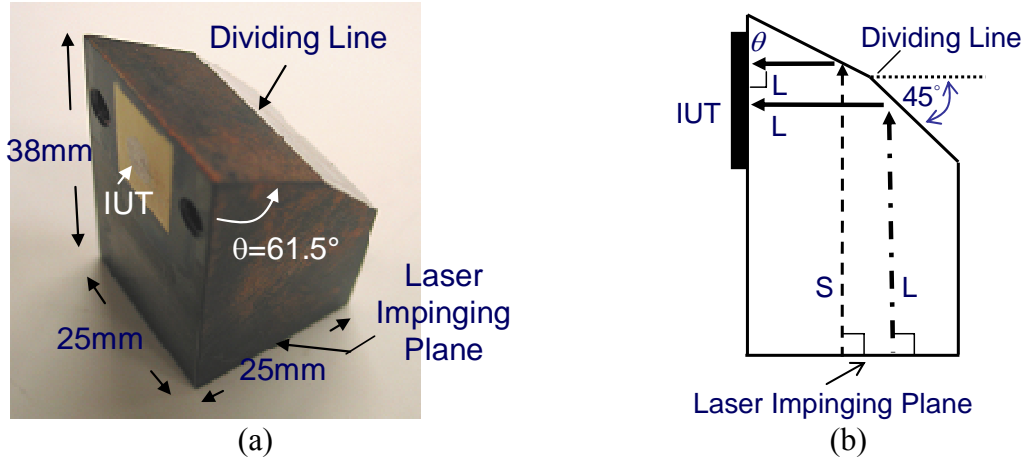 Dividing Line
38mm
IUT
θ=61.5°
Laser
Impinging
Plane
25mm
25mm
(a)
θ
Dividing Line
L
45°
IUT
L
S
L
Laser Impinging Plane
(b)